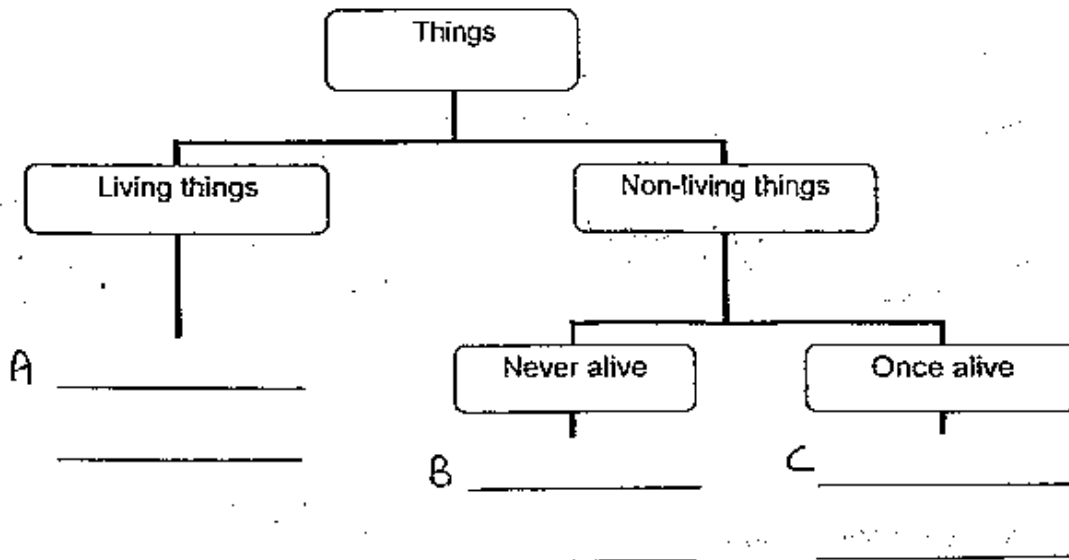 Things
Living things
Non-living things
Never alive
Once alive
A
B
C